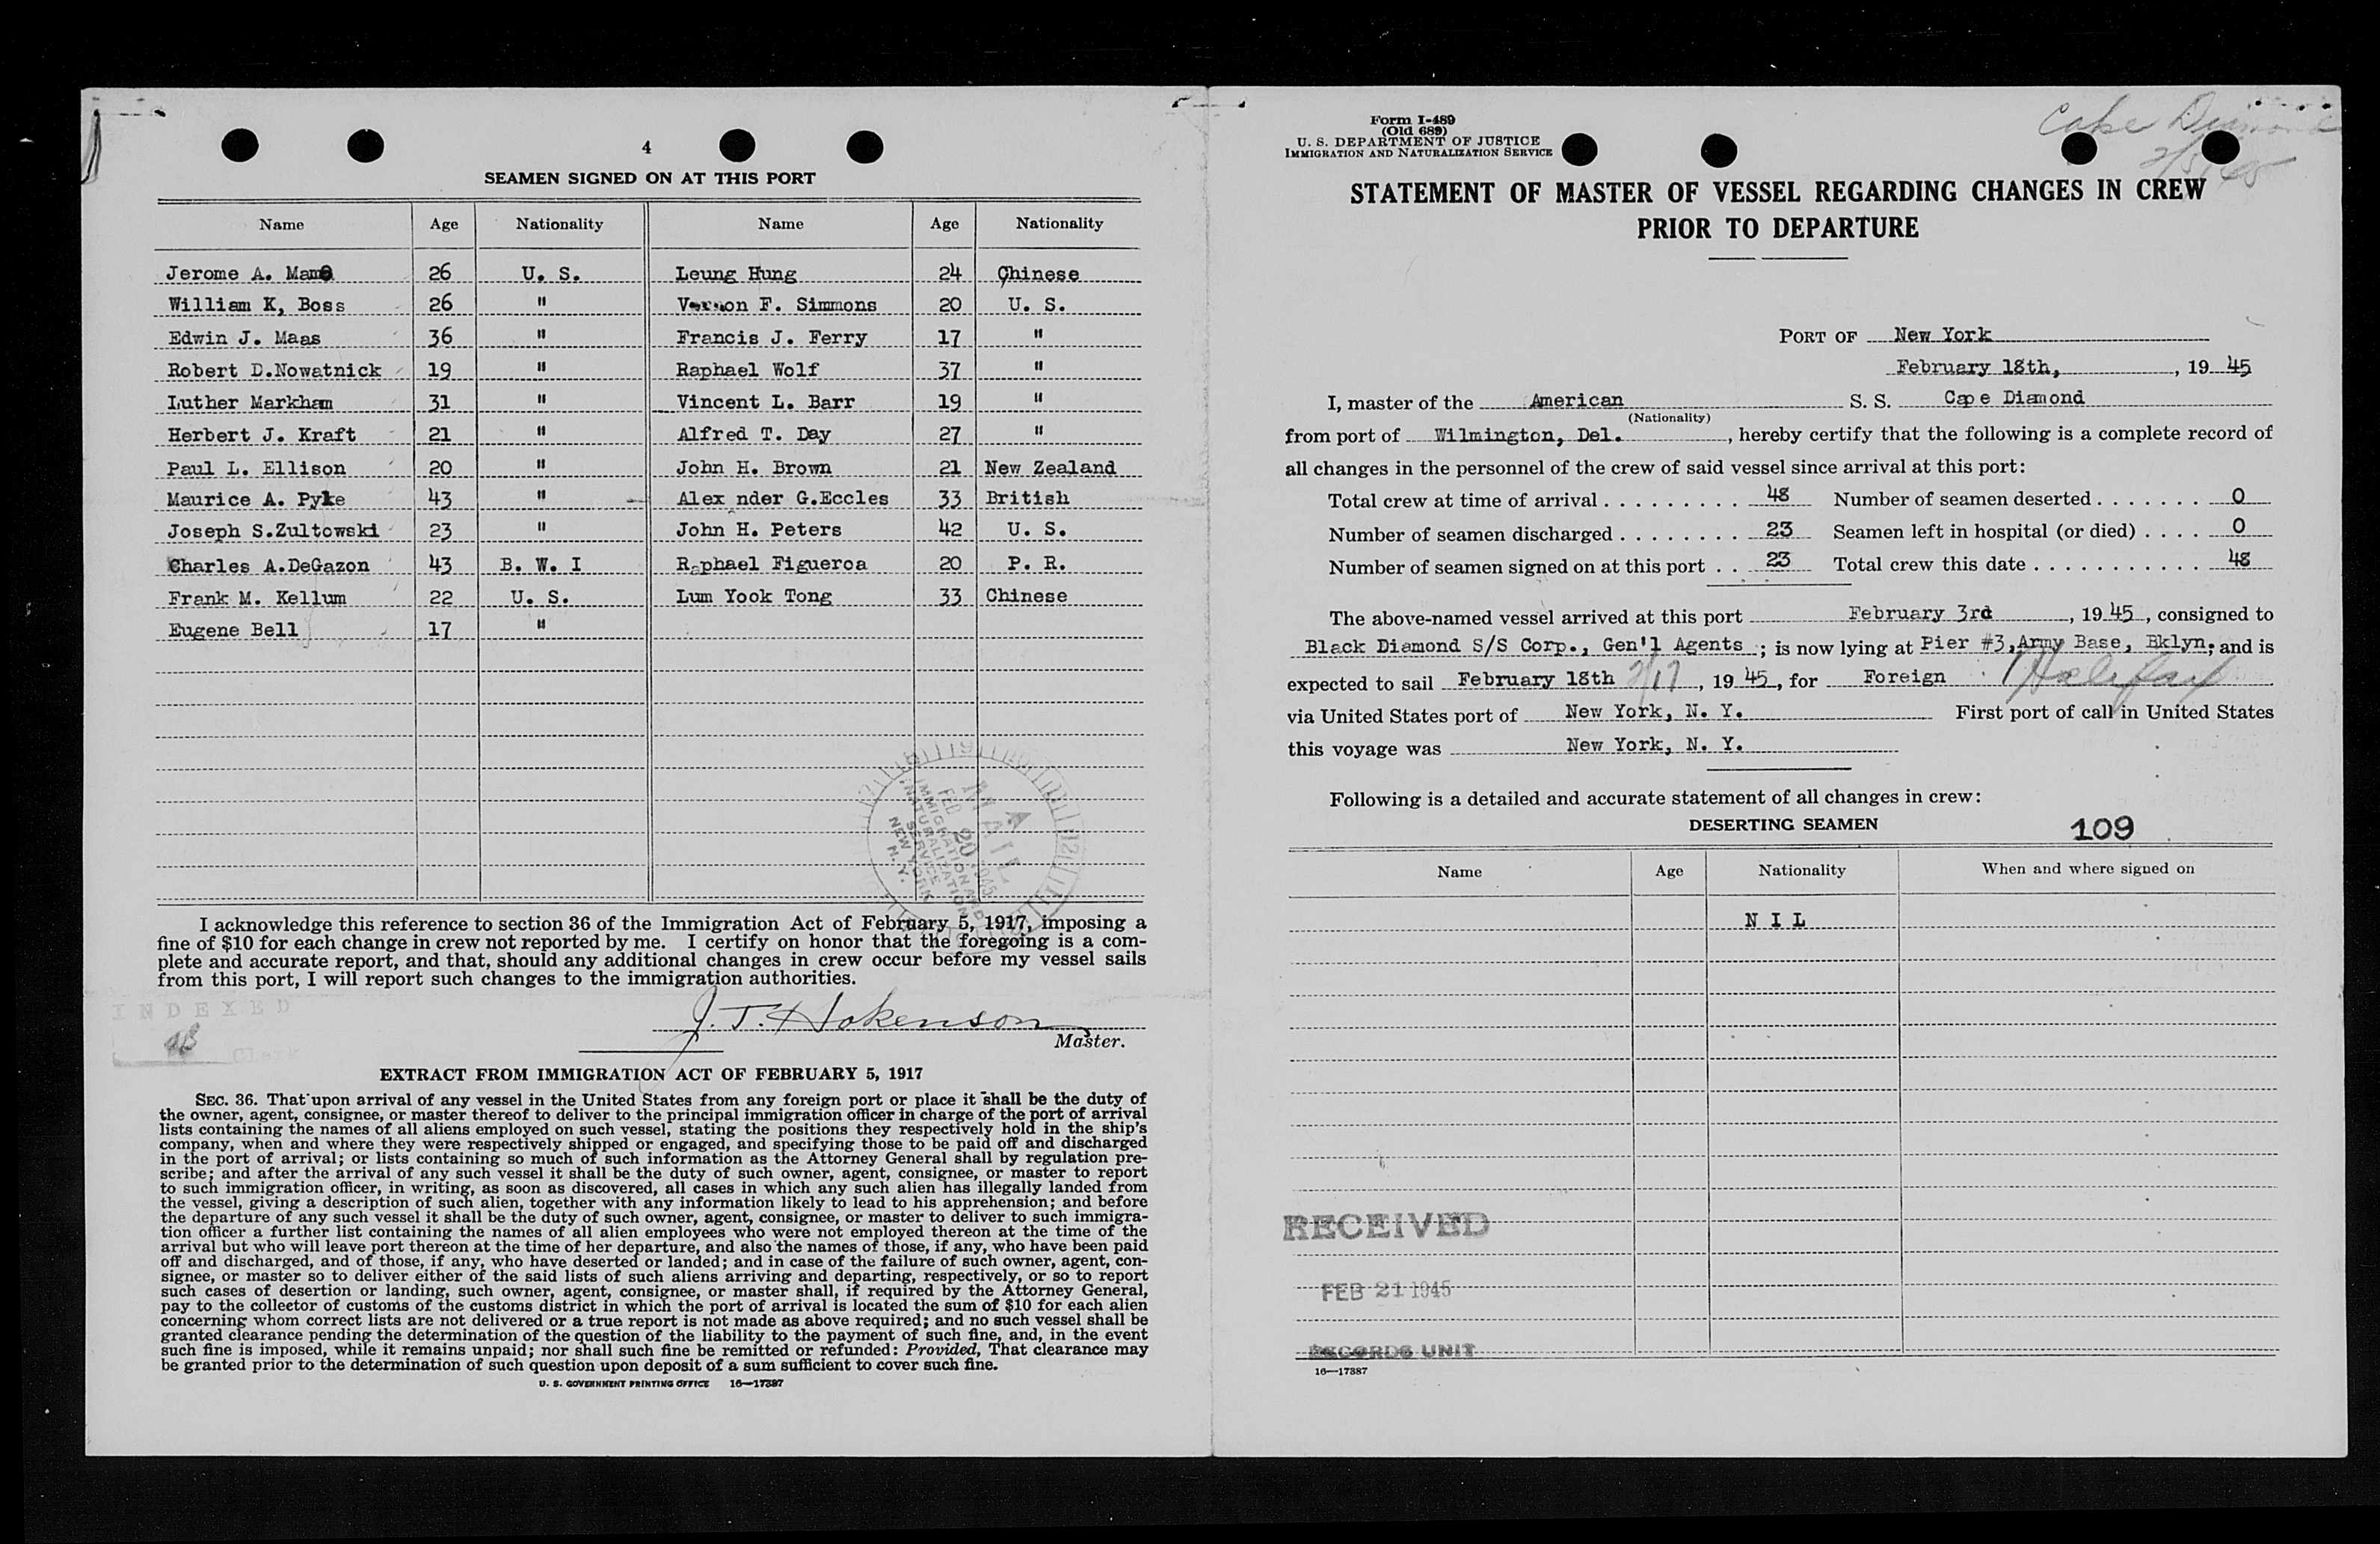 4
SEAMEN SIGNED ON AT THIS PORT
Name Age Nationality Name Age Nationality
Jerome A. 26 U. S. Leung Hung 24 Chinese
William K, Boss 26 " Vernon F. Simmons 20 U. S.
Edwin J. Maas 36 " Francis J. Ferry 17 "
Robert D.Nowatnick 19 " Raphael Wolf 37 "
Luther Markham 31 " Vincent L. Barr 19 "
Herbert J. Kraft 21 " Alfred T. Day 27 "
Paul L. Ellison 20 " John H. Brown 21 New Zealand
Maurice A. Pyke 43 " Alex nder G.Eccles 33 British
Joseph S.Zultowski 23 " John H. Peters 42 U. S.
Charles A.DeGazon 43 B. W. I Raphael Figueroa 20 P. R.
Frank M. Kellum 22 U. S. Lum Yook Tong 33 Chinese
Eugene Bell 17 "
MAIL
FEB 20 1945
IMMIGRATION AND
NATURALIZATION
SERVICE
NEW YORK
N.Y.
I acknowledge this reference to section 36 of the Immigration Act of February 5, 1917, imposing a
fine of $10 for each change in crew not reported by me. I certify on honor that the foregoing is a com-
plete and accurate report, and that, should any additional changes in crew occur before my vessel sails
from this port, I will report such changes to the immigration authorities.
INDEXED
Clerk
J. T. Hokenson
Master.
EXTRACT FROM IMMIGRATION ACT OF FEBRUARY 5, 1917
SEC. 36. That upon arrival of any vessel in the United States from any foreign port or place it shall be the duty of
the owner, agent, consignee, or master thereof to deliver to the principal immigration officer in charge of the port of arrival
lists containing the names of all aliens employed on such vessel, stating the positions they respectively hold in the ship's
company, when and where they were respectively shipped or engaged, and specifying those to be paid off and discharged
in the port of arrival; or lists containing so much of such information as the Attorney General shall by regulation pre-
scribe; and after the arrival of any such vessel it shall be the duty of such owner, agent, consignee, or master to report
to such immigration officer, in writing, as soon as discovered, all cases in which any such alien has illegally landed from
the vessel, giving a description of such alien, together with any information likely to lead to his apprehension; and before
the departure of any such vessel it shall be the duty of such owner, agent, consignee, or master to deliver to such immigra-
tion officer a further list containing the names of all alien employees who were not employed thereon at the time of the
arrival but who will leave port thereon at the time of her departure, and also the names of those, if any, who have been paid
off and discharged, and of those, if any, who have deserted or landed; and in case of the failure of such owner, agent, con-
signee, or master so to deliver either of the said lists of such aliens arriving and departing, respectively, or so to report
such cases of desertion or landing, such owner, agent, consignee, or master shall, if required by the Attorney General,
pay to the collector of customs of the customs district in which the port of arrival is located the sum of $10 for each alien
concerning whom correct lists are not delivered or a true report is not made as above required; and no such vessel shall be
granted clearance pending the determination of the question of the liability to the payment of such fine, and, in the event
such fine is imposed, while it remains unpaid; nor shall such fine be remitted or refunded: Provided, That clearance may
be granted prior to the determination of such question upon deposit of a sum sufficient to cover such fine.
U. S. GOVERNMENT PRINTING OFFICE 16—17387
Form I-489
(Old 689)
U. S. DEPARTMENT OF JUSTICE
IMMIGRATION AND NATURALIZATION SERVICE
Cape Diamond
STATEMENT OF MASTER OF VESSEL REGARDING CHANGES IN CREW
PRIOR TO DEPARTURE
PORT OF New York
February 18th, , 19 45
I, master of the American S. S. Cape Diamond
(Nationality)
from port of Wilmington, Del. , hereby certify that the following is a complete record of
all changes in the personnel of the crew of said vessel since arrival at this port:
Total crew at time of arrival . . . . . . . . . 48 Number of seamen deserted . . . . . . . 0
Number of seamen discharged . . . . . . . . 23 Seamen left in hospital (or died) . . . . 0
Number of seamen signed on at this port . . 23 Total crew this date . . . . . . . . . . . 48
The above-named vessel arrived at this port February 3rd , 19 45 , consigned to
Black Diamond S/S Corp., Gen'l Agents ; is now lying at Pier #3,Army Base, Bklyn; and is
expected to sail February 18th 2/17 , 19 45, for Foreign Halifax
via United States port of New York, N. Y. First port of call in United States
this voyage was New York, N. Y.
Following is a detailed and accurate statement of all changes in crew:
DESERTING SEAMEN 109
Name Age Nationality When and where signed on
N I L
RECEIVED
FEB 21 1945
RECORDS UNIT
16—17387